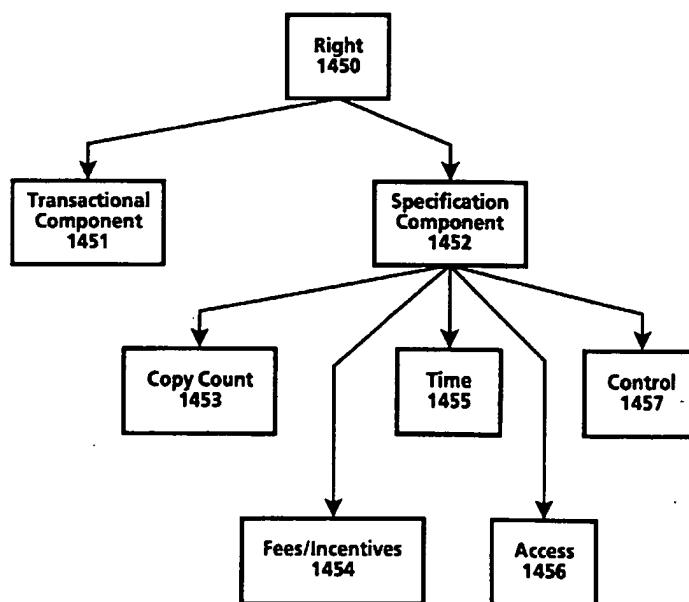 Right
1450
Transactional
Component
1451
Specification
Component
1452
Copy Count
1453
Time
1455
Control
1457
Fees/Incentives
1454
Access
1456